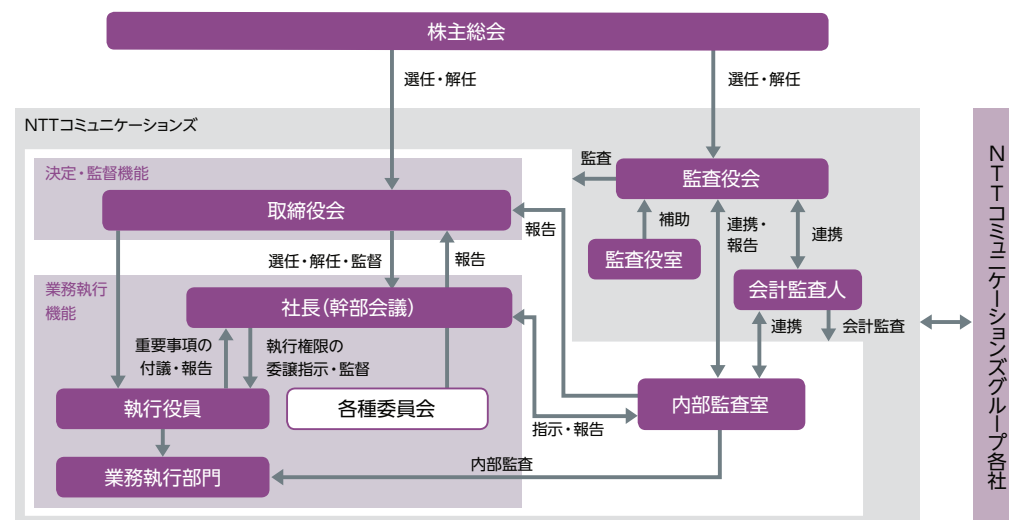 株主総会
選任・解任
選任・解任
NTTコミュニケーションズ
決定・監督機能
取締役会
監査
監査役会
報告
補助
連携・
報告
連携
監査役室
選任・解任・監督
報告
業務執行
機能
社長(幹部会議)
会計監査人
重要事項の
付議・報告
執行権限の
委譲指示・監督
連携
会計監査
執行役員
各種委員会
内部監査室
指示・報告
内部監査
業務執行部門
NTTコミュニケーションズグループ各社